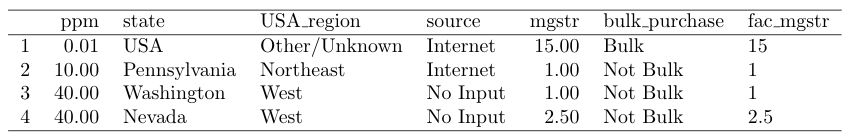 ppm state USA_region source mgstr bulk_purchase fac_mgstr
1 0.01 USA Other/Unknown Internet 15.00 Bulk 15
2 10.00 Pennsylvania Northeast Internet 1.00 Not Bulk 1
3 40.00 Washington West No Input 1.00 Not Bulk 1
4 40.00 Nevada West No Input 2.50 Not Bulk 2.5